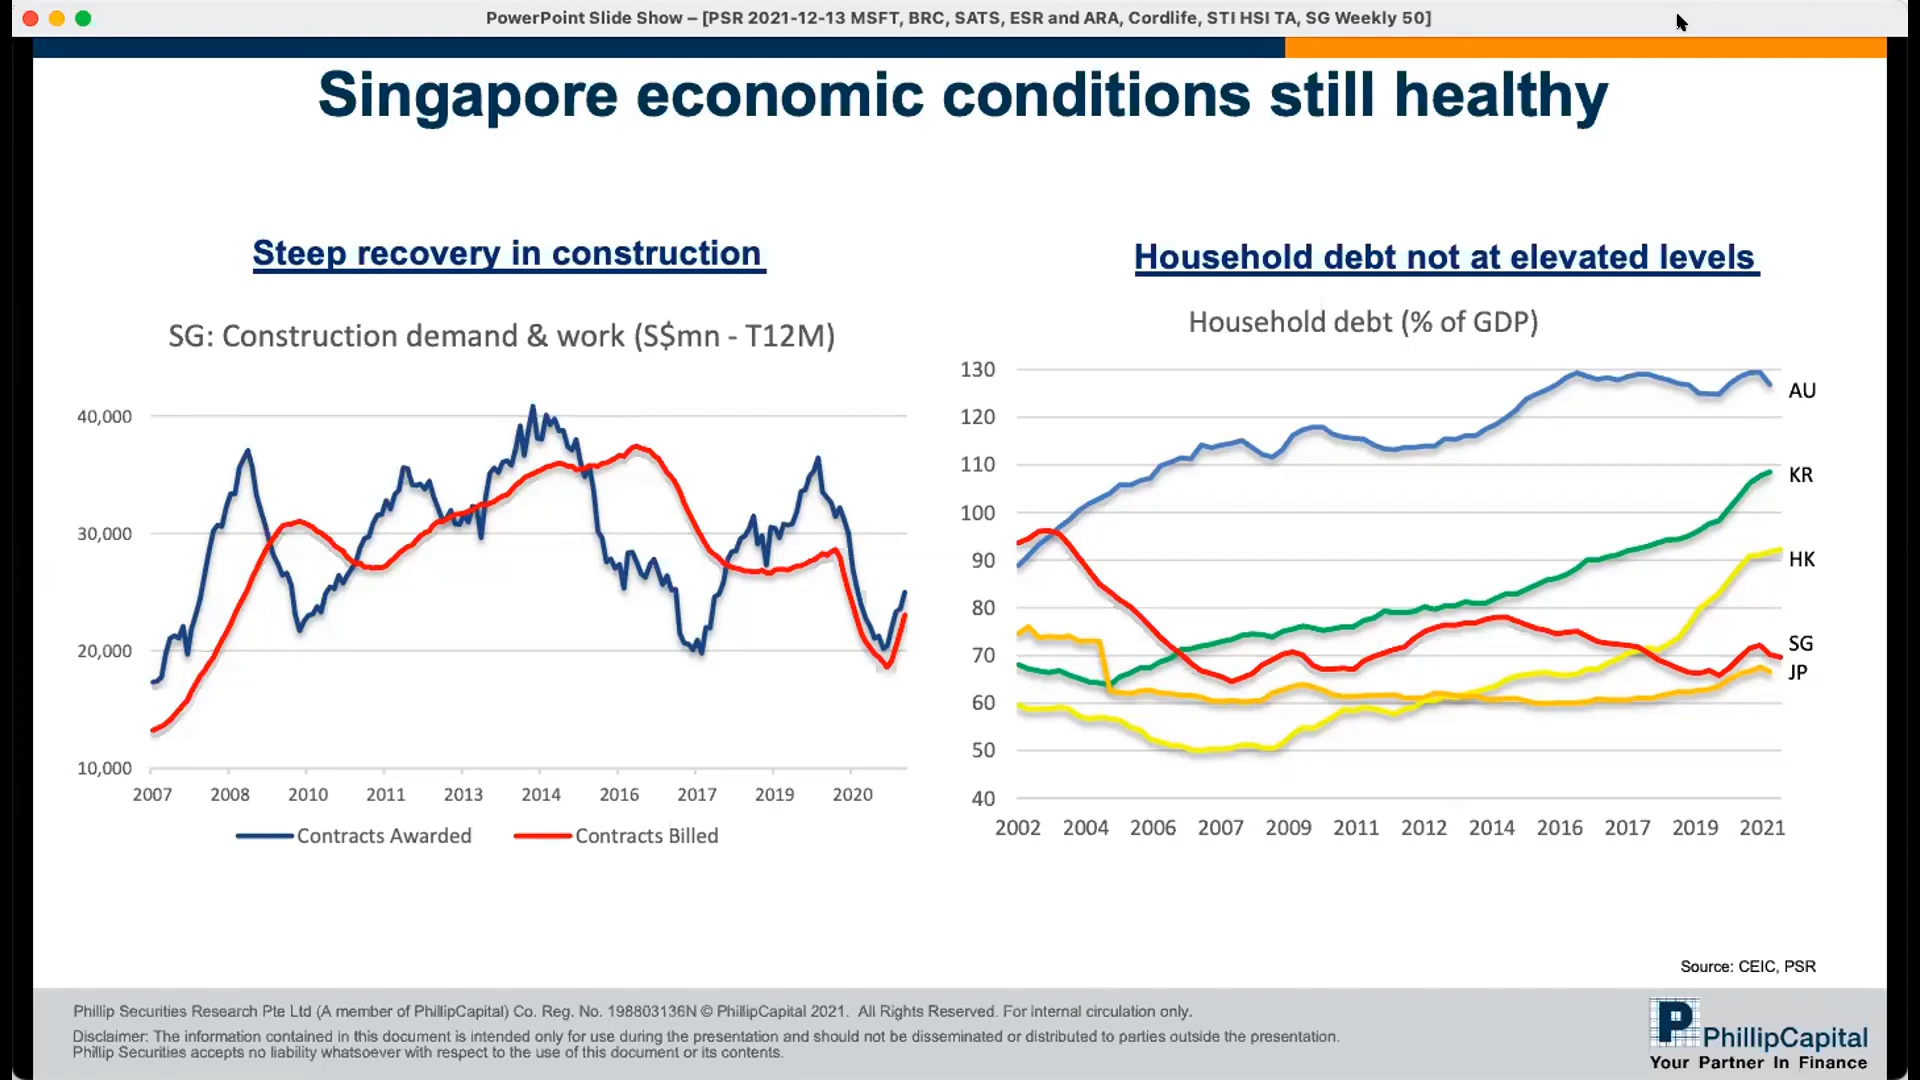 PowerPoint Slide Show – [PSR 2021-12-13 MSFT, BRC, SATS, ESR and ARA, Cordlife, STI HSI TA, SG Weekly 50]
Singapore economic conditions still healthy
Steep recovery in construction
SG: Construction demand & work (S$mn - T12M)
40,000
30,000
20,000
10,000
2007 2008 2010 2011 2013 2014 2016 2017 2019 2020
Contracts Awarded Contracts Billed
Household debt not at elevated levels
Household debt (% of GDP)
130
120
110
100
90
80
70
60
50
40
AU
KR
HK
SG
JP
2002 2004 2006 2007 2009 2011 2012 2014 2016 2017 2019 2021
Source: CEIC, PSR
Phillip Securities Research Pte Ltd (A member of PhillipCapital) Co. Reg. No. 198803136N © PhillipCapital 2021. All Rights Reserved. For internal circulation only.
Disclaimer: The information contained in this document is intended only for use during the presentation and should not be disseminated or distributed to parties outside the presentation.
Phillip Securities accepts no liability whatsoever with respect to the use of this document or its contents.
P
PhillipCapital
Your Partner In Finance